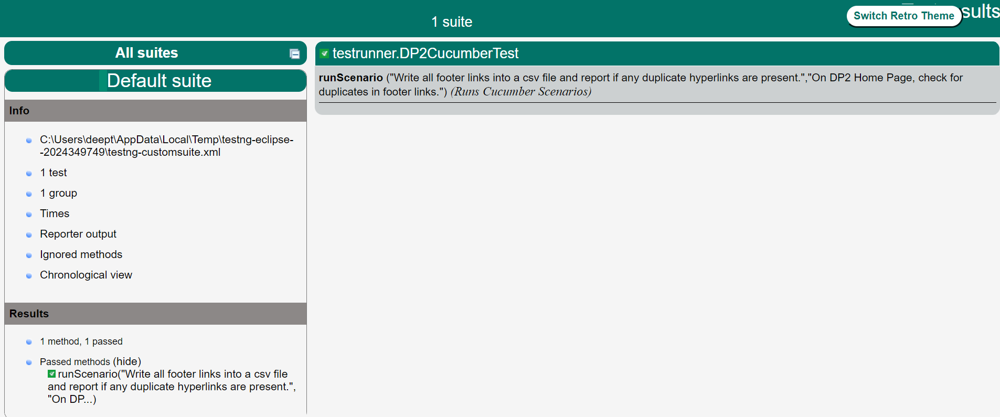 1 suite
Switch Retro Theme
sults
All suites
Default suite
Info
C:\Users\deept\AppData\Local\Temp\testng-eclipse-
-2024349749\testng-customsuite.xml
1 test
1 group
Times
Reporter output
Ignored methods
Chronological view
Results
1 method, 1 passed
Passed methods (hide)
runScenario("Write all footer links into a csv file
and report if any duplicate hyperlinks are present.",
"On DP...)
testrunner.DP2CucumberTest
runScenario ("Write all footer links into a csv file and report if any duplicate hyperlinks are present.","On DP2 Home Page, check for
duplicates in footer links.") (Runs Cucumber Scenarios)